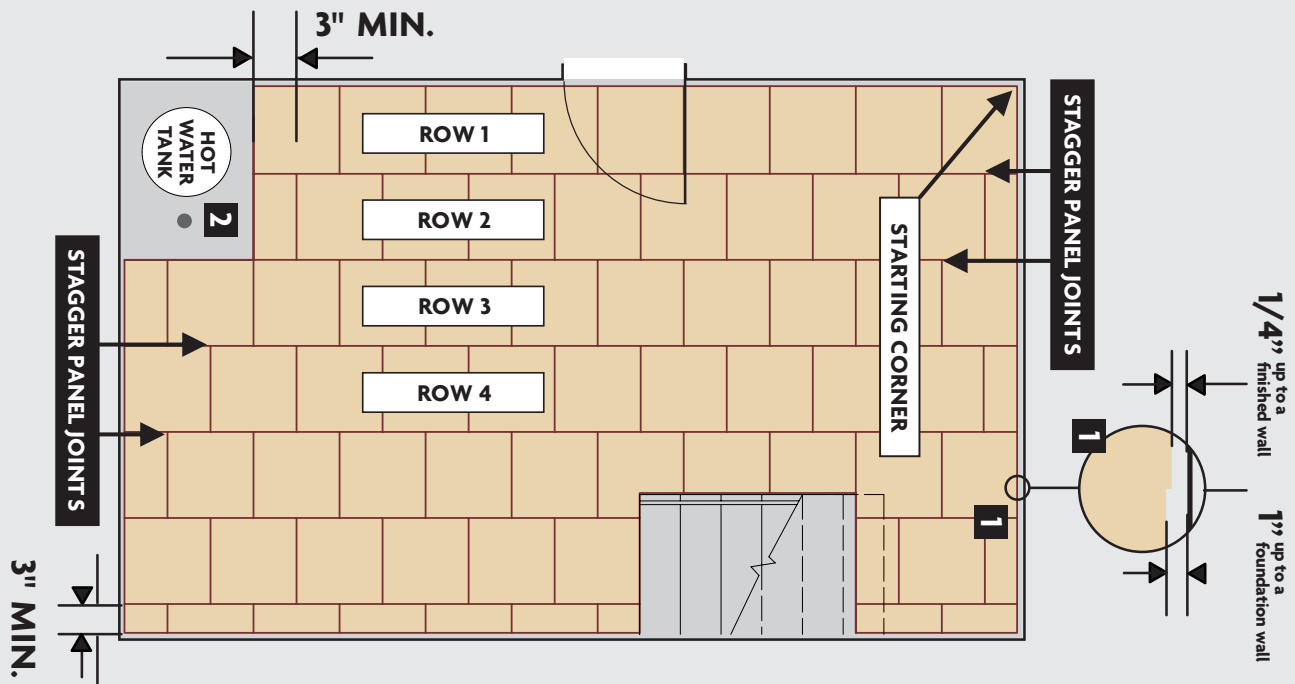 3" MIN.
HOT
WATER
TANK
2
ROW 1
ROW 2
ROW 3
ROW 4
STARTING CORNER
STAGGER PANEL JOINTS
STAGGER PANEL JOINTS
3" MIN.
1
1
1/4” up to a
finished wall
1” up to a
foundation wall